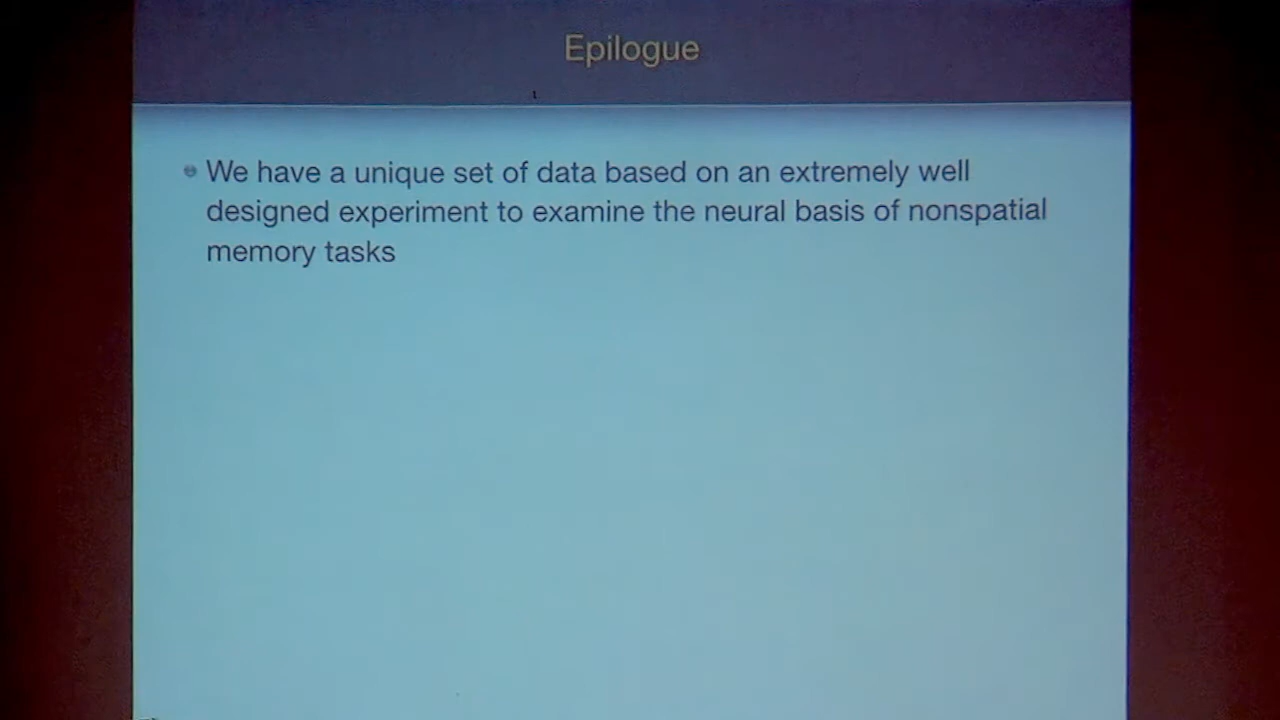 Epilogue
We have a unique set of data based on an extremely well
designed experiment to examine the neural basis of nonspatial
memory tasks